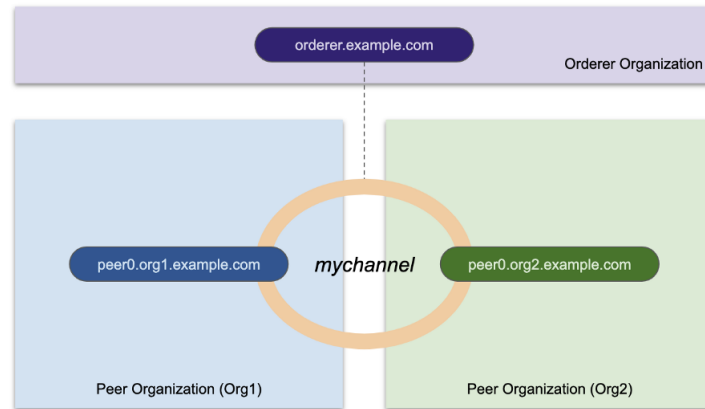 orderer.example.com
Orderer Organization
peer0.org1.example.com
mychannel
peer0.org2.example.com
Peer Organization (Org1)
Peer Organization (Org2)